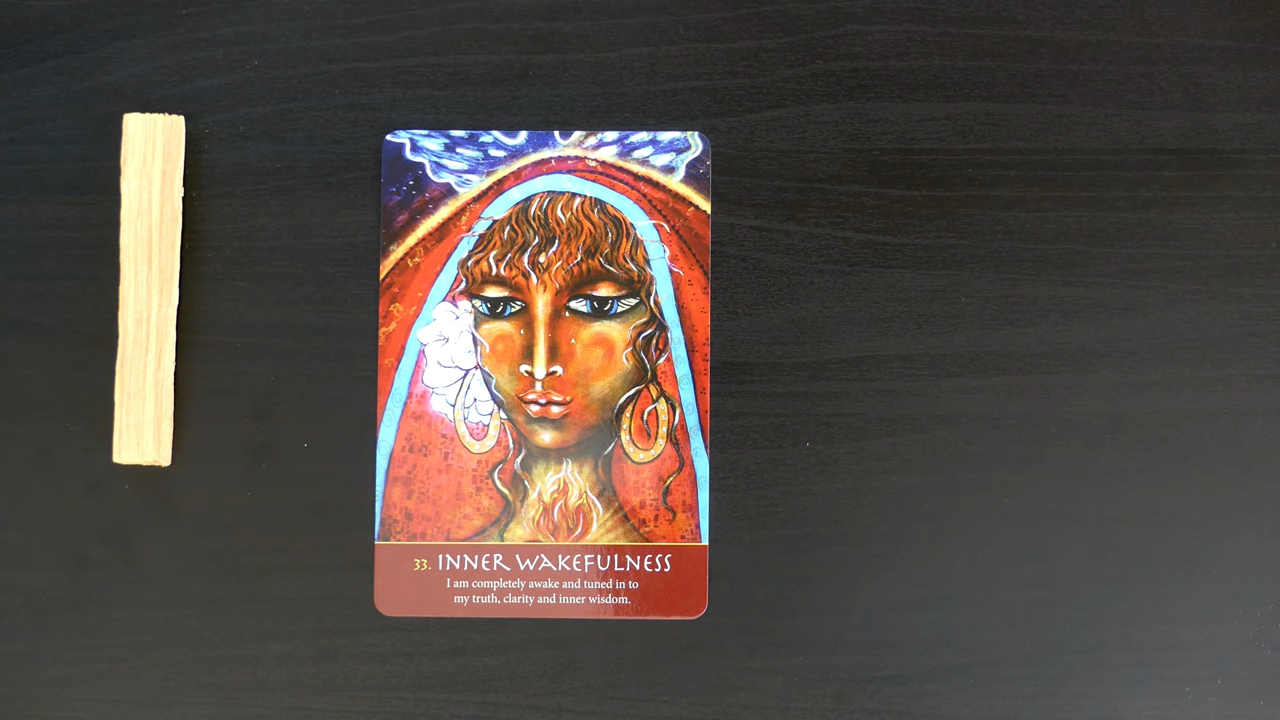 33. INNER WAKEFULNESS
I am completely awake and tuned in to
my truth, clarity and inner wisdom.